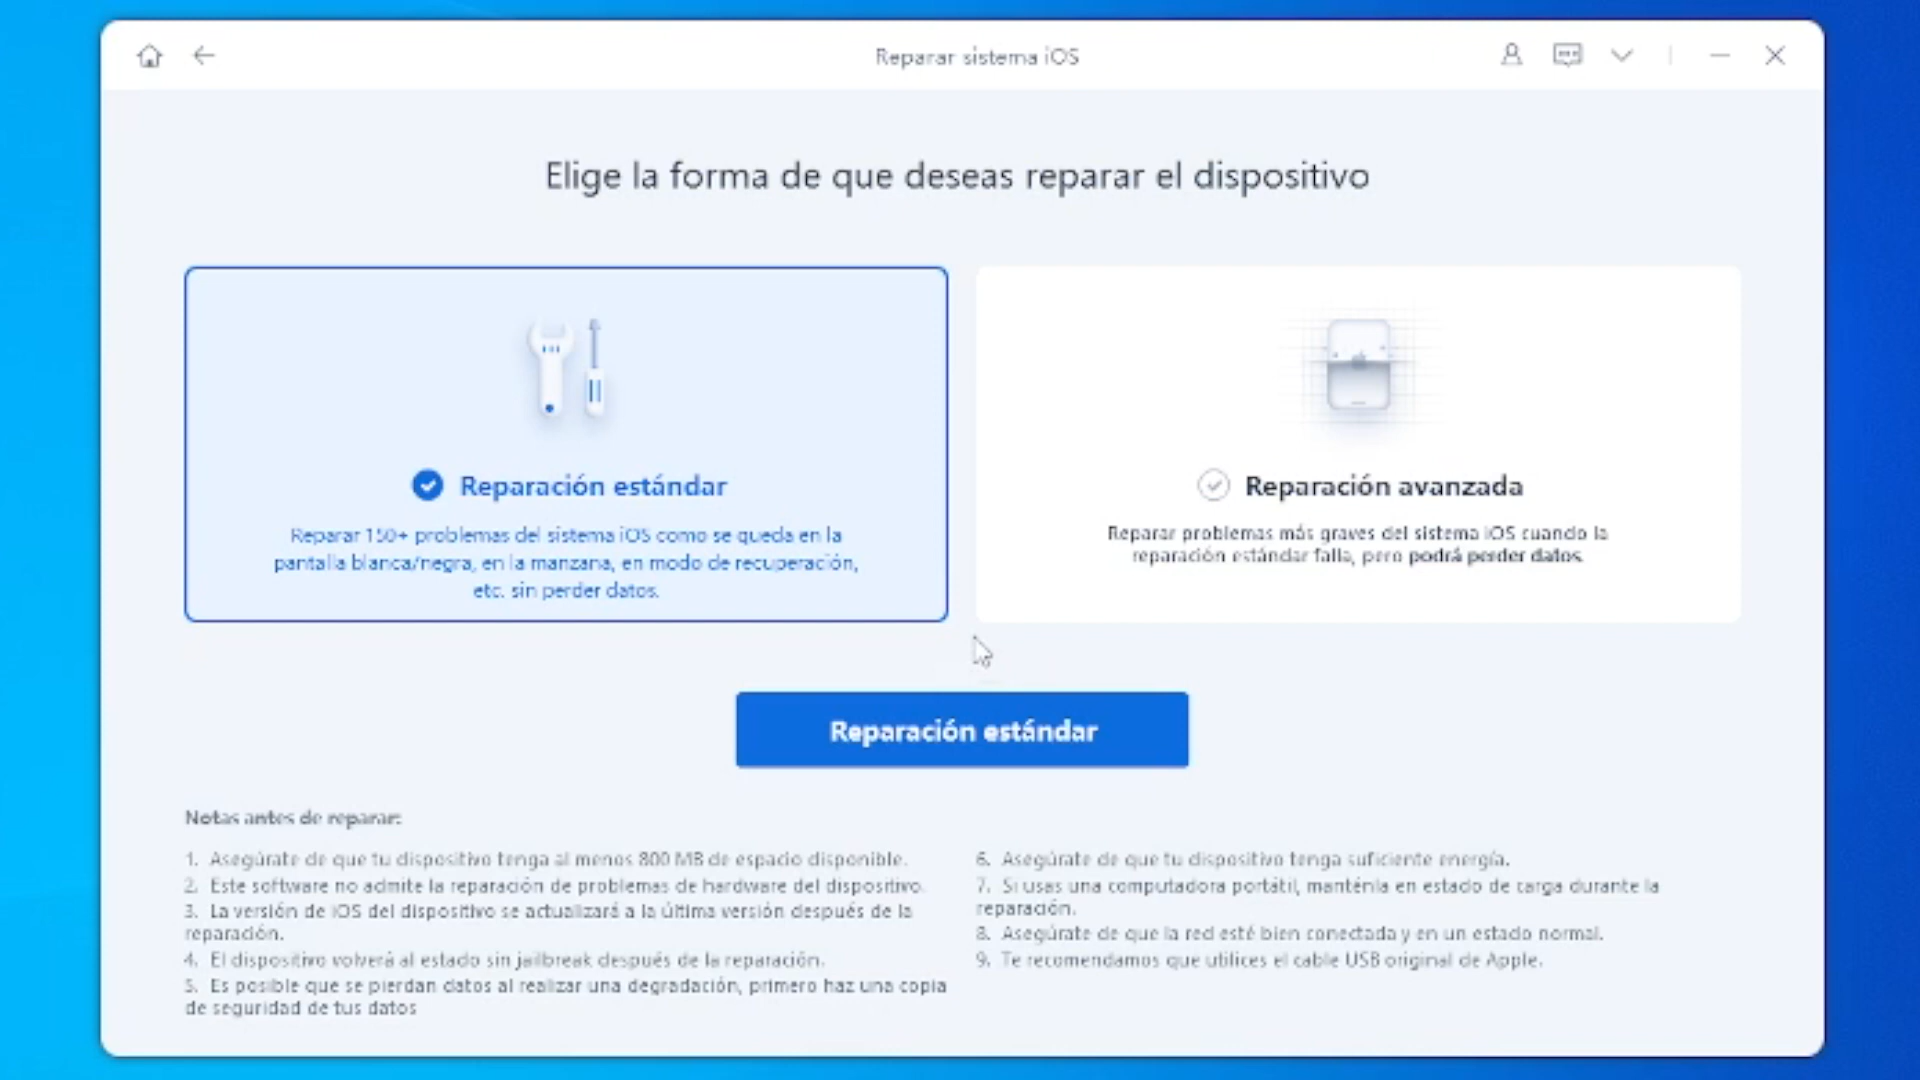 Reparar sistema iOS
Elige la forma de que deseas reparar el dispositivo
Reparación estándar
Reparar 150+ problemas del sistema iOS como se queda en la
pantalla blanca/negra, en la manzana, en modo de recuperación,
etc. sin perder datos.
Reparación avanzada
Reparar problemas más graves del sistema iOS cuando la
reparación estándar falla, pero podrá perder datos.
Reparación estándar
Notas antes de reparar:
1. Asegúrate de que tu dispositivo tenga al menos 800 MB de espacio disponible.
2. Este software no admite la reparación de problemas de hardware del dispositivo.
3. La versión de iOS del dispositivo se actualizará a la última versión después de la
reparación.
4. El dispositivo volverá al estado sin jailbreak después de la reparación.
5. Es posible que se pierdan datos al realizar una degradación, primero haz una copia
de seguridad de tus datos
6. Asegúrate de que tu dispositivo tenga suficiente energía.
7. Si usas una computadora portátil, manténla en estado de carga durante la
reparación.
8. Asegúrate de que la red esté bien conectada y en un estado normal.
9. Te recomendamos que utilices el cable USB original de Apple.